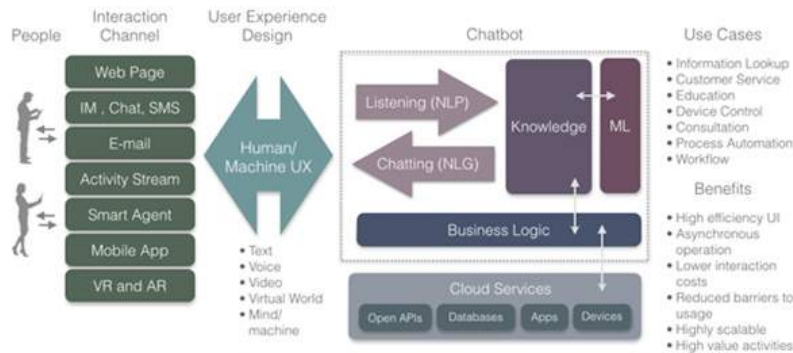 People
Interaction
Channel
Web Page
IM , Chat, SMS
E-mail
Activity Stream
Smart Agent
Mobile App
VR and AR
User Experience
Design
Human/
Machine UX
• Text
• Voice
• Video
• Virtual World
• Mind/
machine
Chatbot
Listening (NLP)
Chatting (NLG)
Knowledge
ML
Business Logic
Cloud Services
Open APIs
Databases
Apps
Devices
Use Cases
• Information Lookup
• Customer Service
• Education
• Device Control
• Consultation
• Process Automation
• Workflow
Benefits
• High efficiency UI
• Asynchronous
operation
• Lower interaction
costs
• Reduced barriers to
usage
• Highly scalable
• High value activities